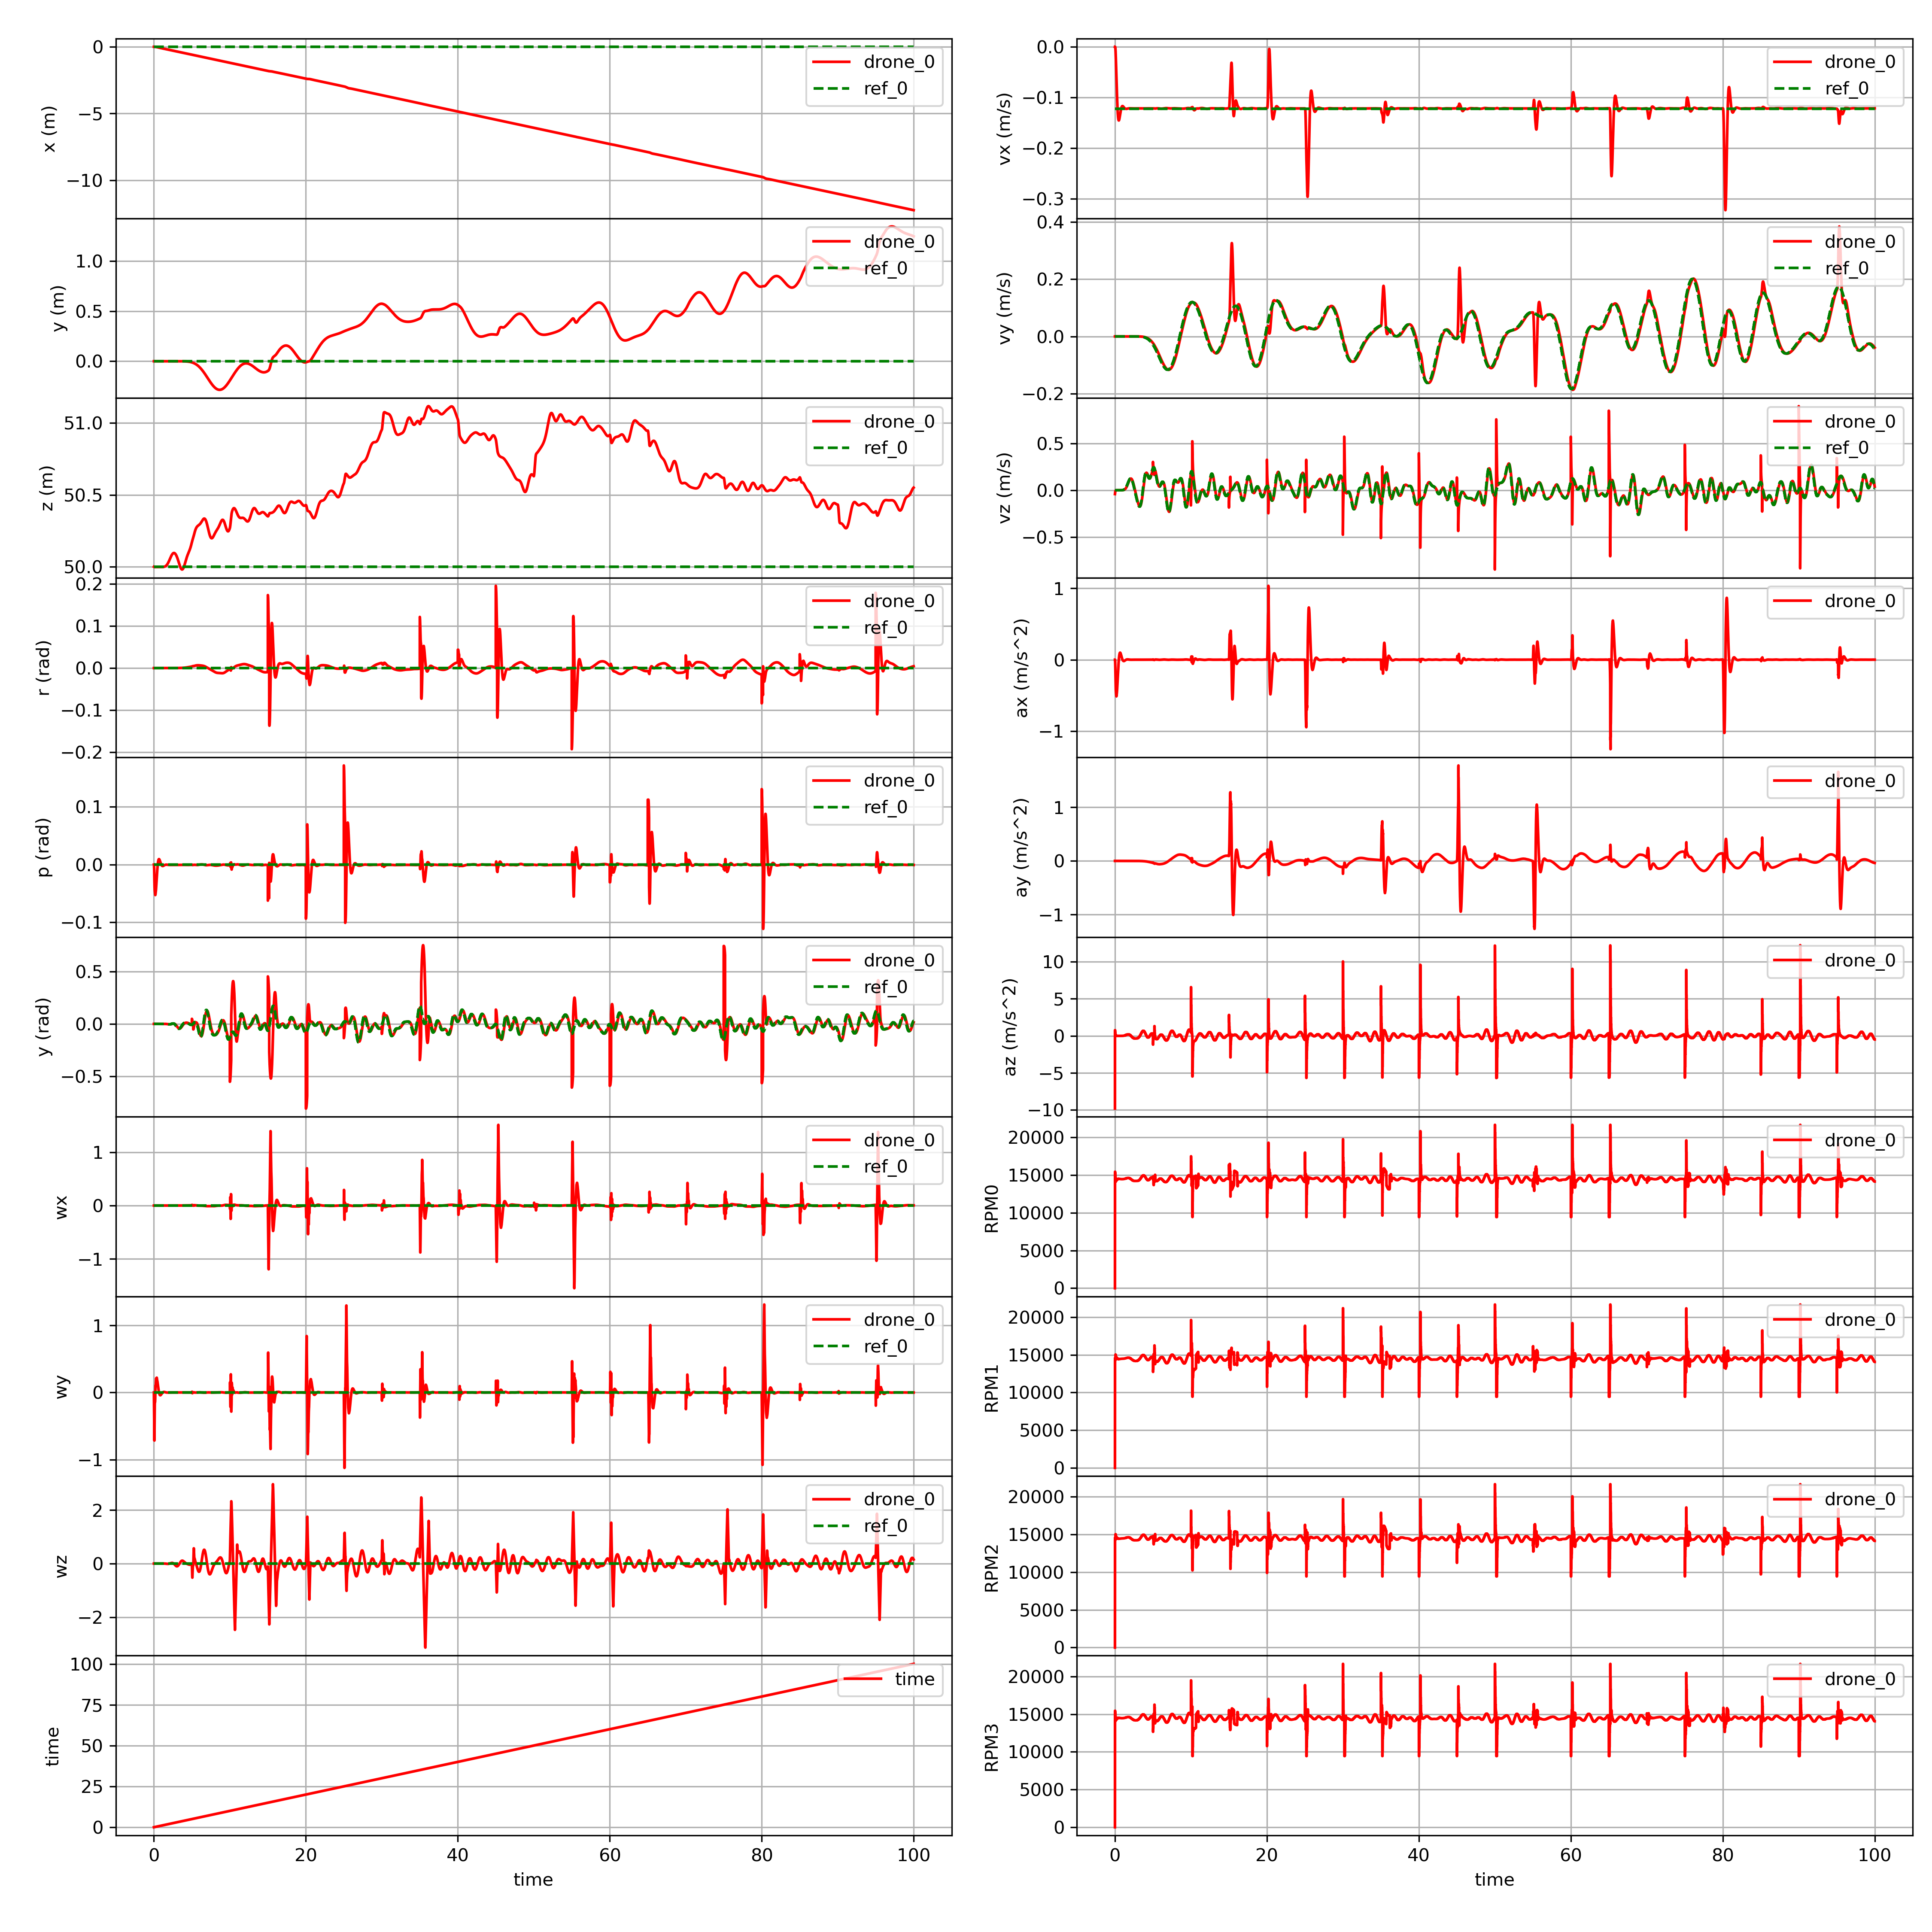 0
−5
−10
x (m)
drone_0
ref_0
1.0
0.5
0.0
y (m)
drone_0
ref_0
51.0
50.5
50.0
z (m)
drone_0
ref_0
0.2
0.1
0.0
−0.1
−0.2
r (rad)
drone_0
ref_0
0.1
0.0
−0.1
p (rad)
drone_0
ref_0
0.5
0.0
−0.5
y (rad)
drone_0
ref_0
1
0
−1
wx
drone_0
ref_0
1
0
−1
wy
drone_0
ref_0
2
0
−2
wz
drone_0
ref_0
100
75
50
25
0
time
time
0 20 40 60 80 100
time
0.0
−0.1
−0.2
−0.3
vx (m/s)
drone_0
ref_0
0.4
0.2
0.0
−0.2
vy (m/s)
drone_0
ref_0
0.5
0.0
−0.5
vz (m/s)
drone_0
ref_0
1
0
−1
ax (m/s^2)
drone_0
1
0
−1
ay (m/s^2)
drone_0
10
5
0
−5
−10
az (m/s^2)
drone_0
20000
15000
10000
5000
0
RPM0
drone_0
20000
15000
10000
5000
0
RPM1
drone_0
20000
15000
10000
5000
0
RPM2
drone_0
20000
15000
10000
5000
0
RPM3
drone_0
0 20 40 60 80 100
time